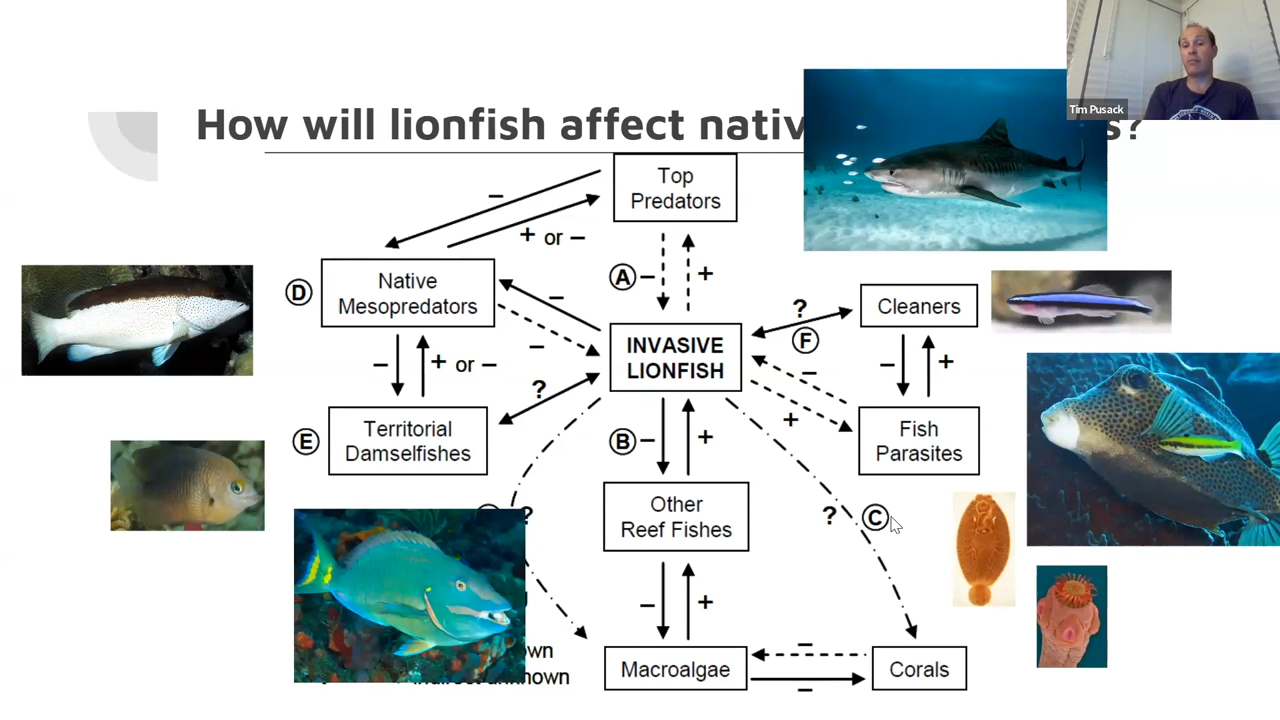 Tim Pusack
How will lionfish affect
Top
Predators
–
+ or –
A – +
D
Native
Mesopredators
–
–
? F
Cleaners
INVASIVE
LIONFISH
– + or –
?
–
+
– +
E
Territorial
Damselfishes
B – +
Fish
Parasites
?
Other
Reef Fishes
? C
– +
–
Macroalgae
Corals
–